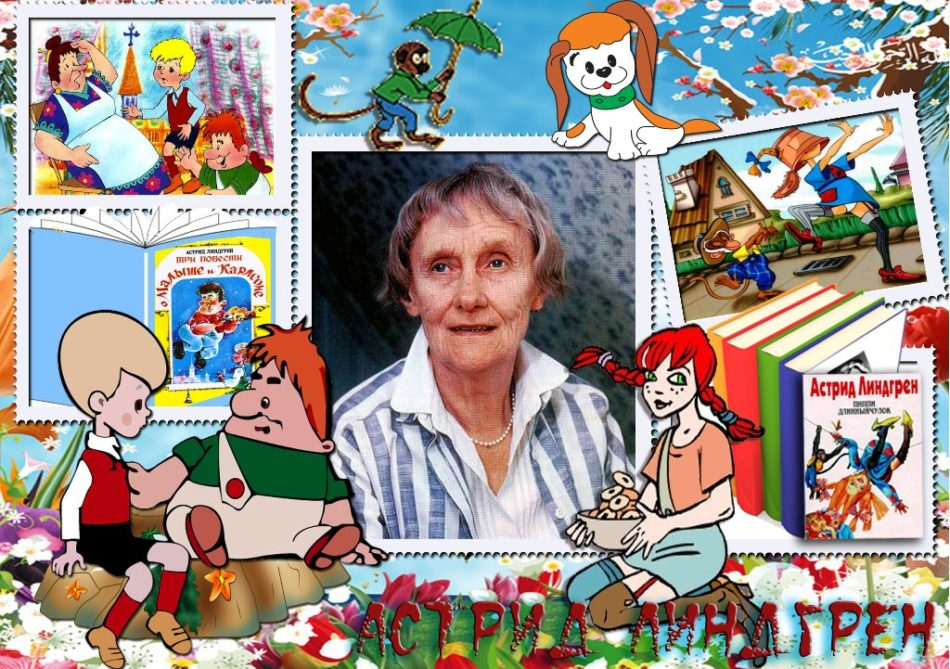 АСТРИД ЛИНДГРЕН
ТРИ ПОВЕСТИ
о Малыше и Карлсоне
Астрид Линдгрен
ПИППИ
ДЛИННЫЙЧУЛОК
АСТРИД ЛИНДГРЕН